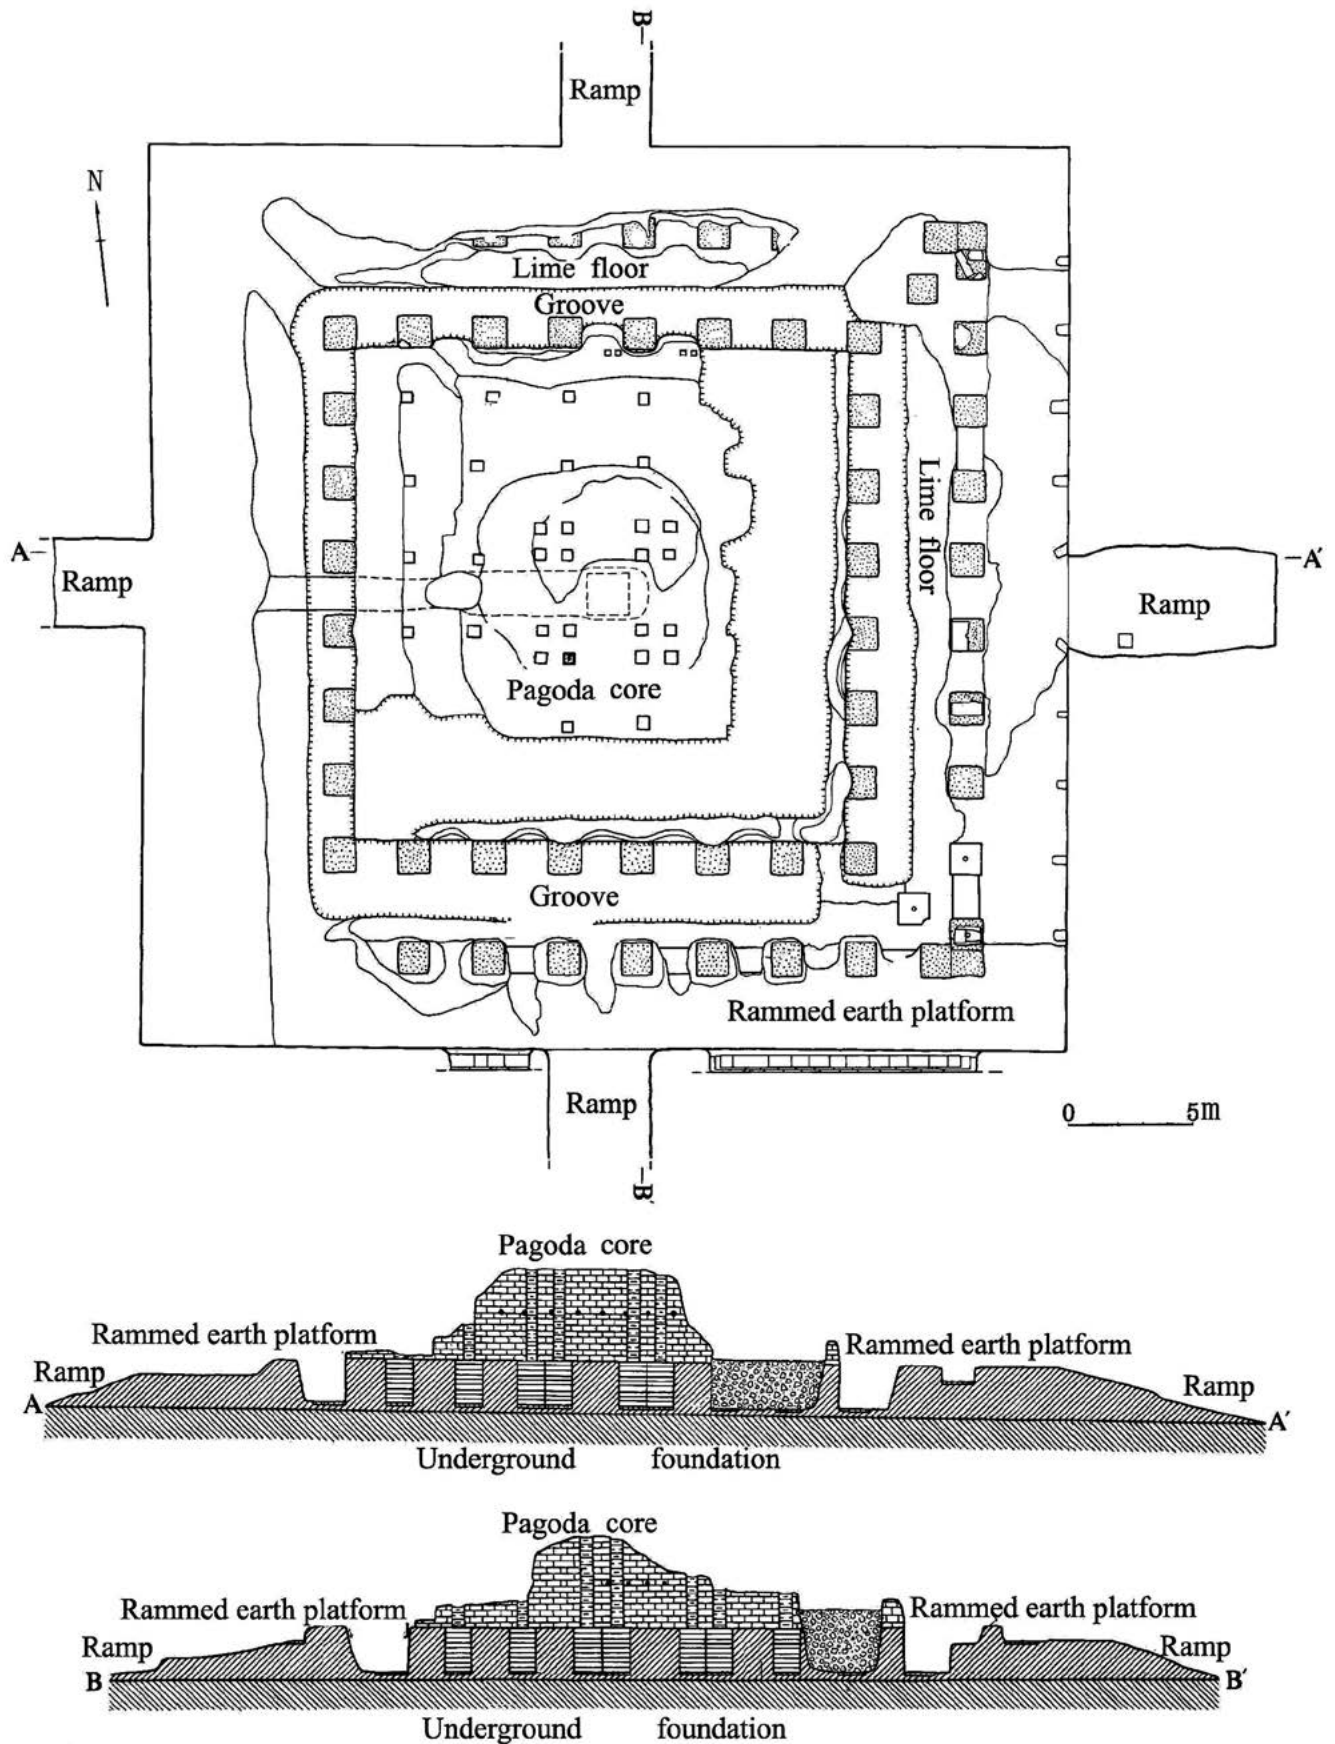 B
Ramp
N
Lime floor
Groove
Lime floor
A
Ramp
A′
Ramp
Pagoda core
Groove
Rammed earth platform
Ramp
0 5m
B′
Pagoda core
Rammed earth platform
Rammed earth platform
Ramp
Ramp
A
A′
Underground foundation
Pagoda core
Rammed earth platform
Rammed earth platform
Ramp
Ramp
B
B′
Underground foundation